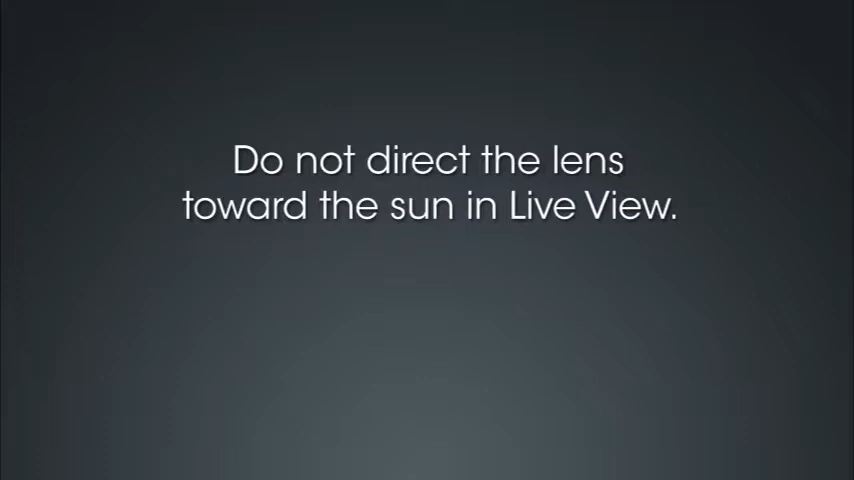 Do not direct the lens
toward the sun in Live View.